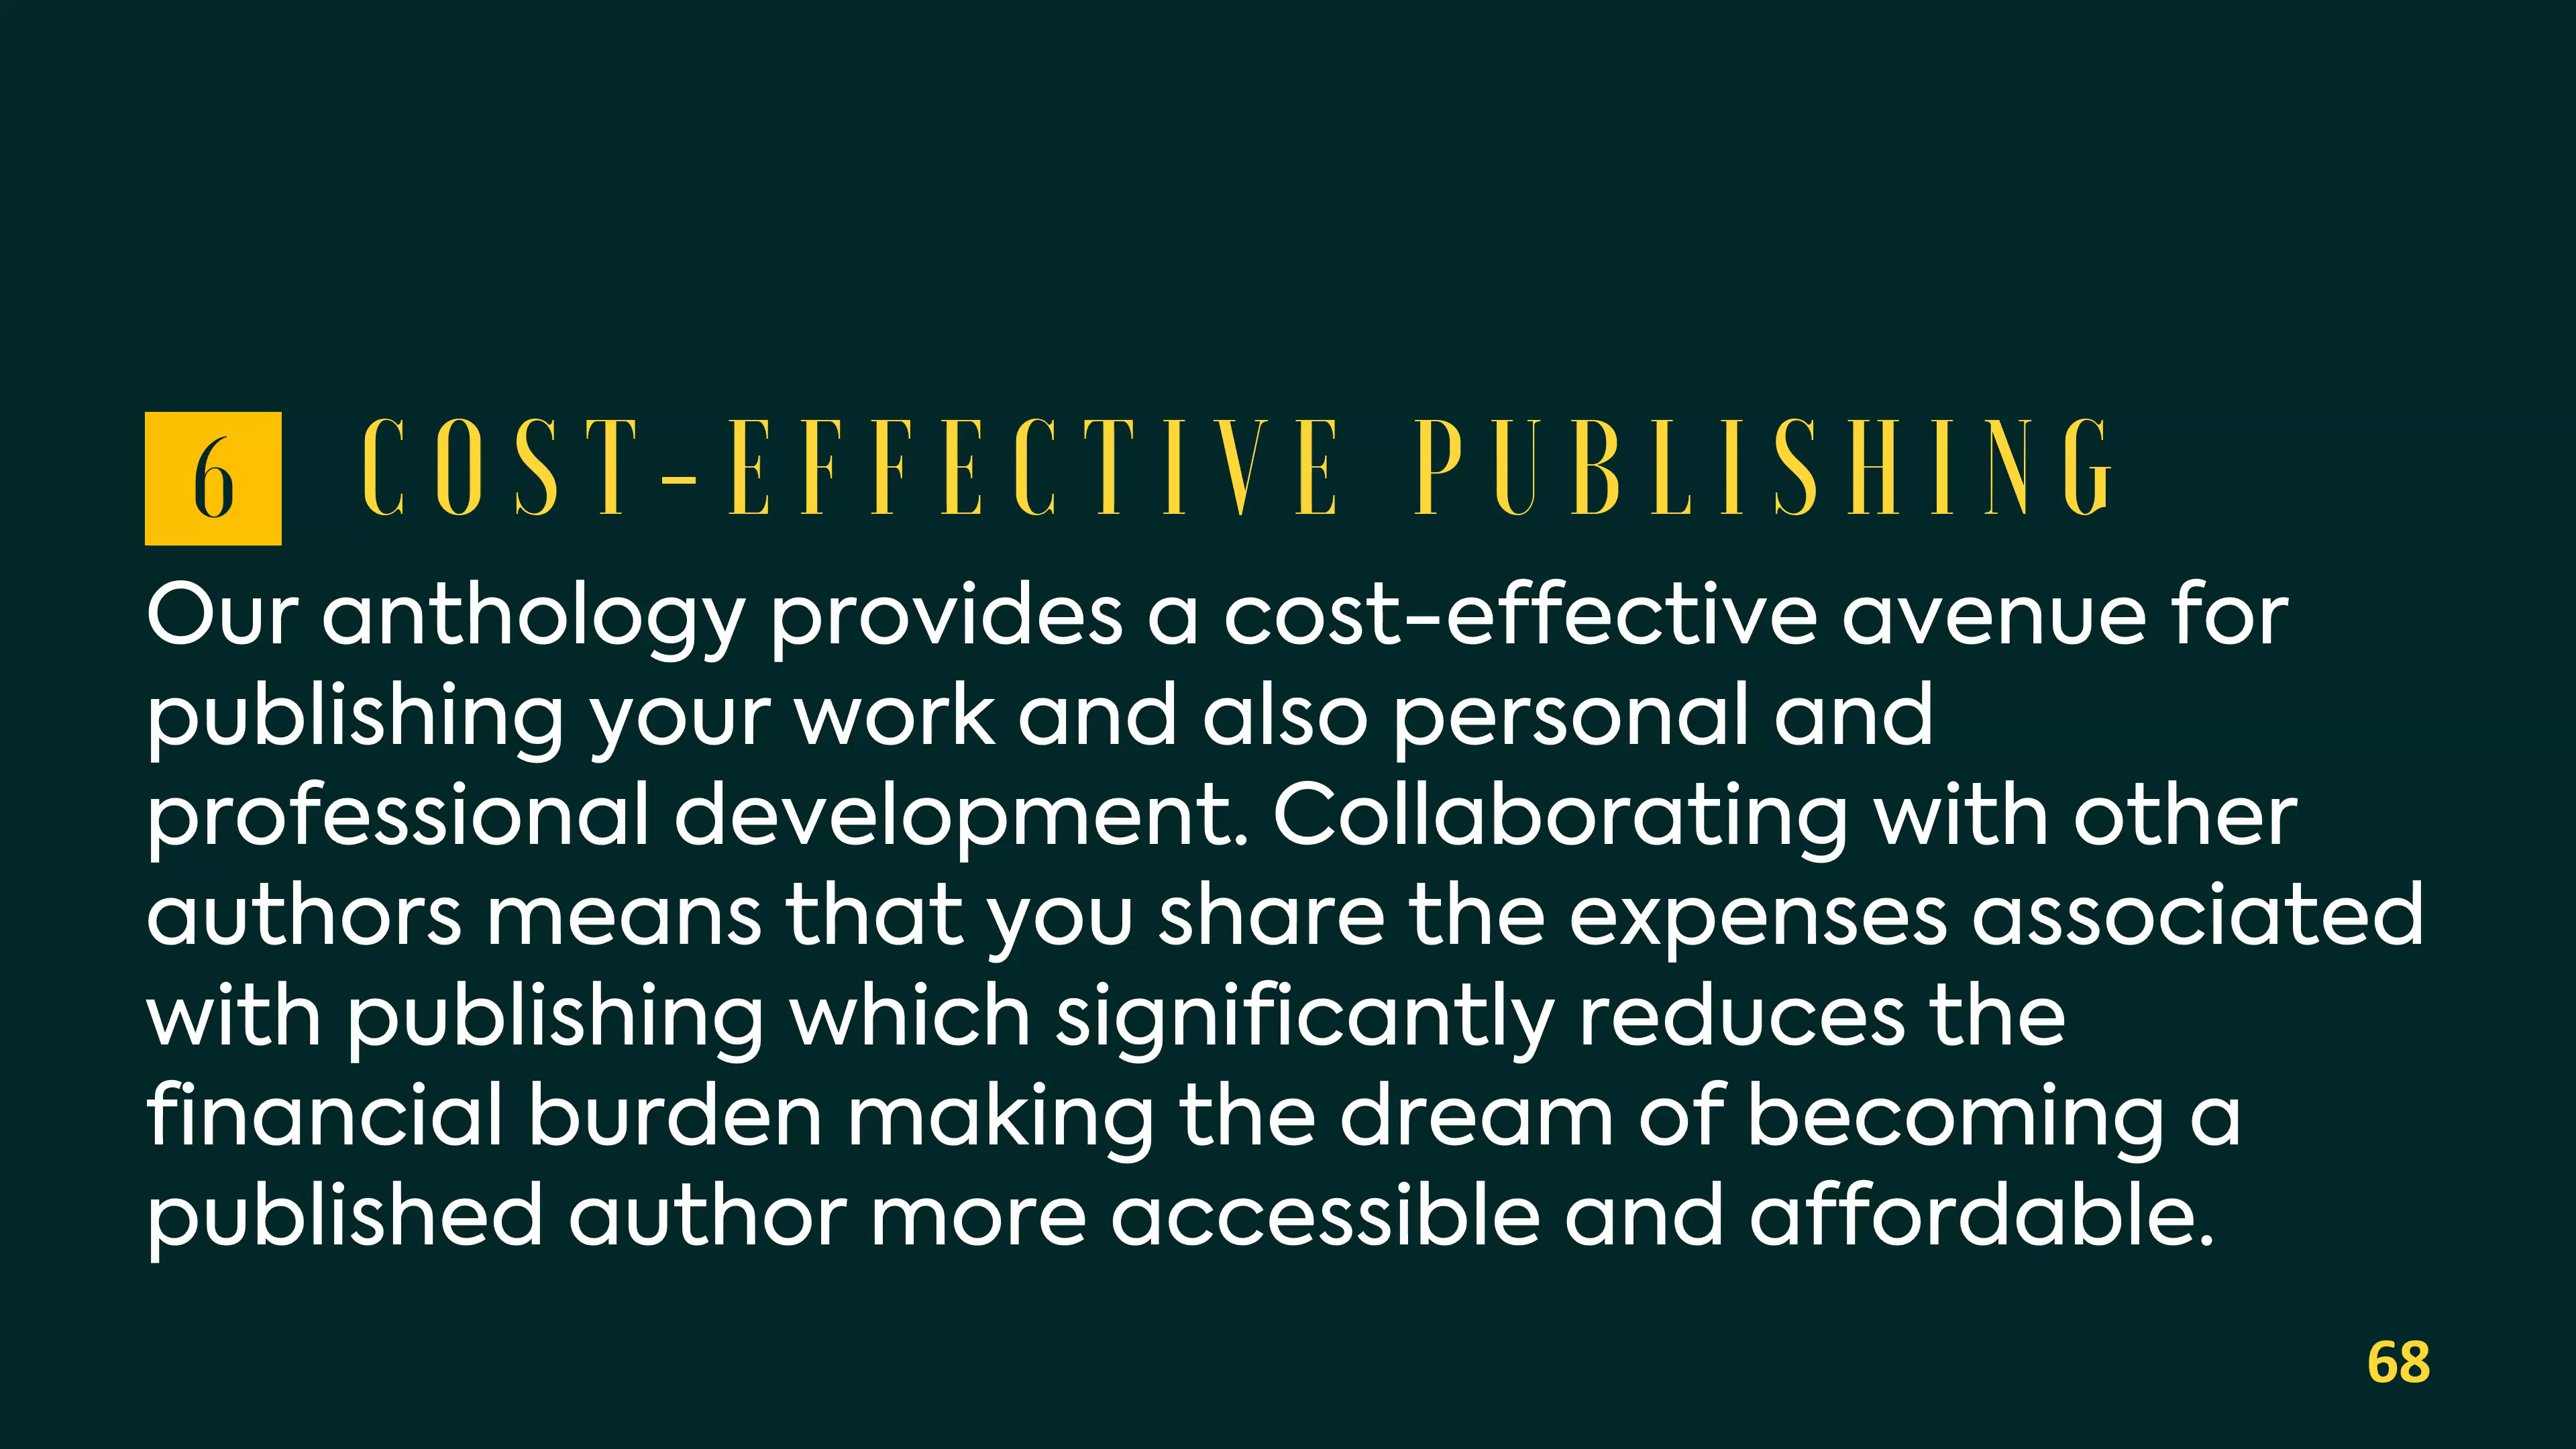 6 COST-EFFECTIVE PUBLISHING
Our anthology provides a cost-effective avenue for
publishing your work and also personal and
professional development. Collaborating with other
authors means that you share the expenses associated
with publishing which significantly reduces the
financial burden making the dream of becoming a
published author more accessible and affordable.
68